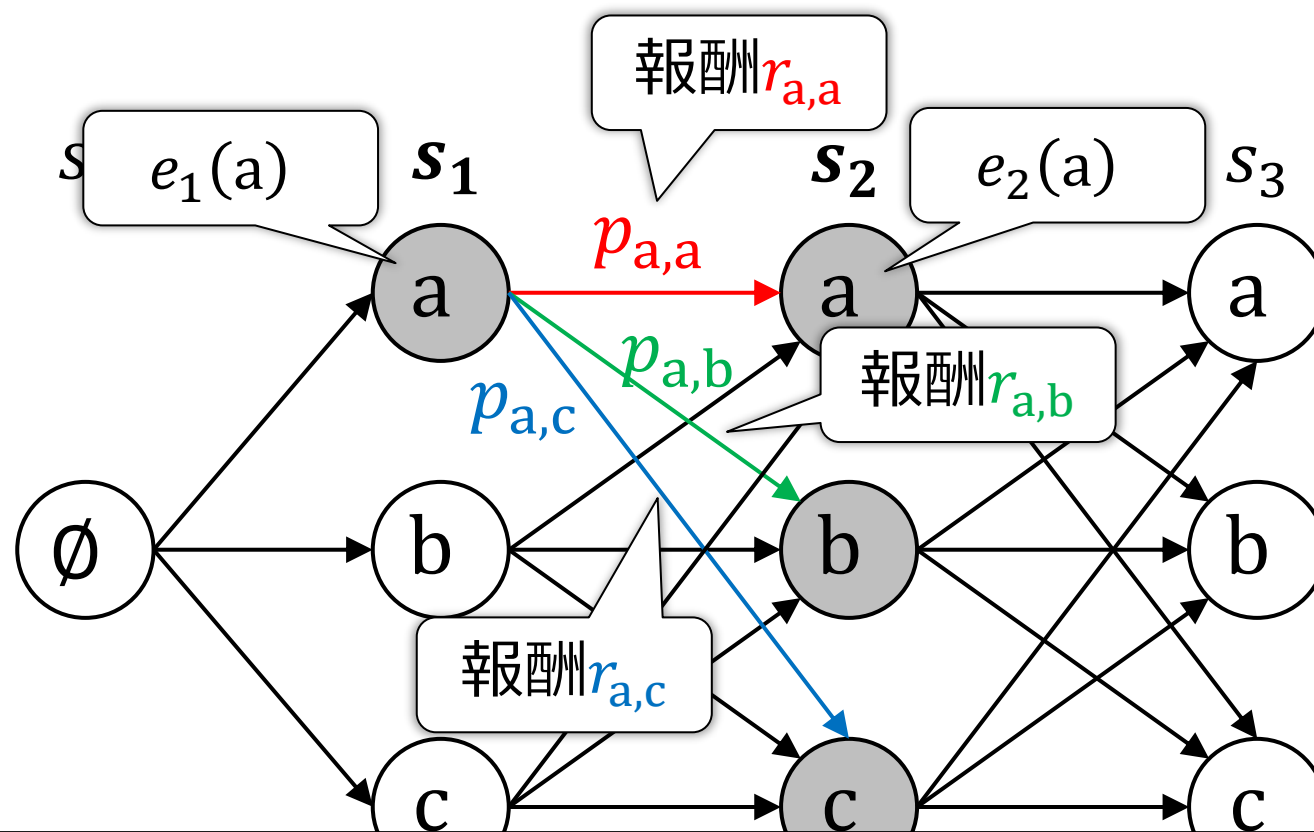 報酬r_{a,a}
s
e_1(a)
s_1
s_2
e_2(a)
s_3
p_{a,a}
a
a
a
p_{a,b}
報酬r_{a,b}
p_{a,c}
∅
b
b
b
報酬r_{a,c}
c
c
c